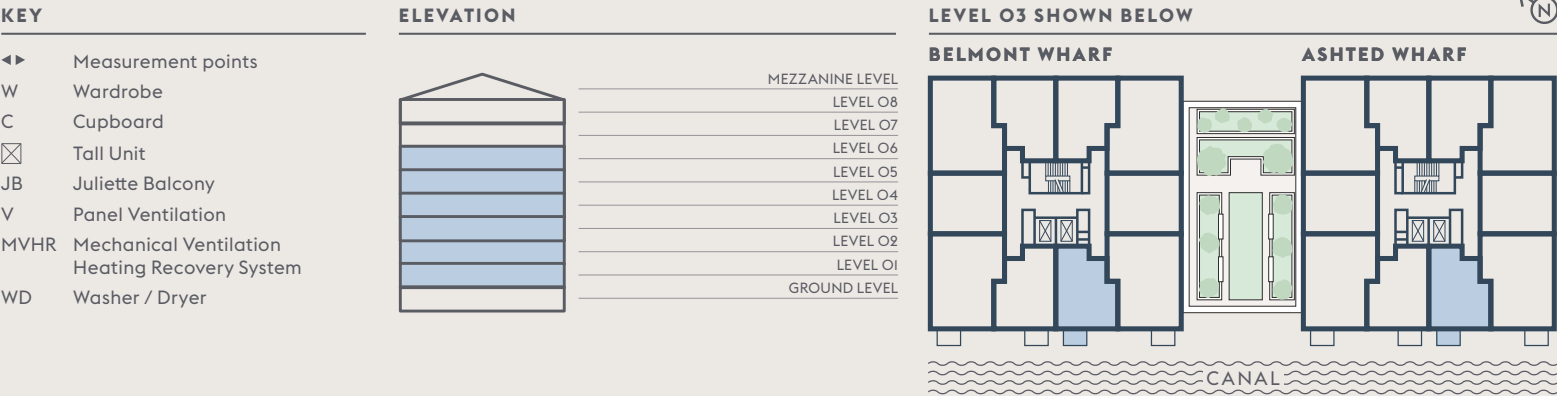 KEY
Measurement points
W Wardrobe
C Cupboard
Tall Unit
JB Juliette Balcony
V Panel Ventilation
MVHR Mechanical Ventilation
Heating Recovery System
WD Washer / Dryer
ELEVATION
MEZZANINE LEVEL
LEVEL 08
LEVEL 07
LEVEL 06
LEVEL 05
LEVEL 04
LEVEL 03
LEVEL 02
LEVEL 01
GROUND LEVEL
LEVEL 03 SHOWN BELOW
N
BELMONT WHARF
ASHTED WHARF
CANAL